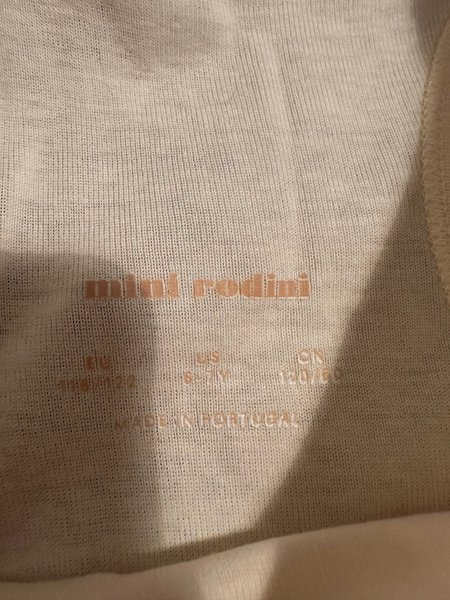 mini rodini
EU US CN
116/122 6-7Y 120/60
MADE IN PORTUGAL